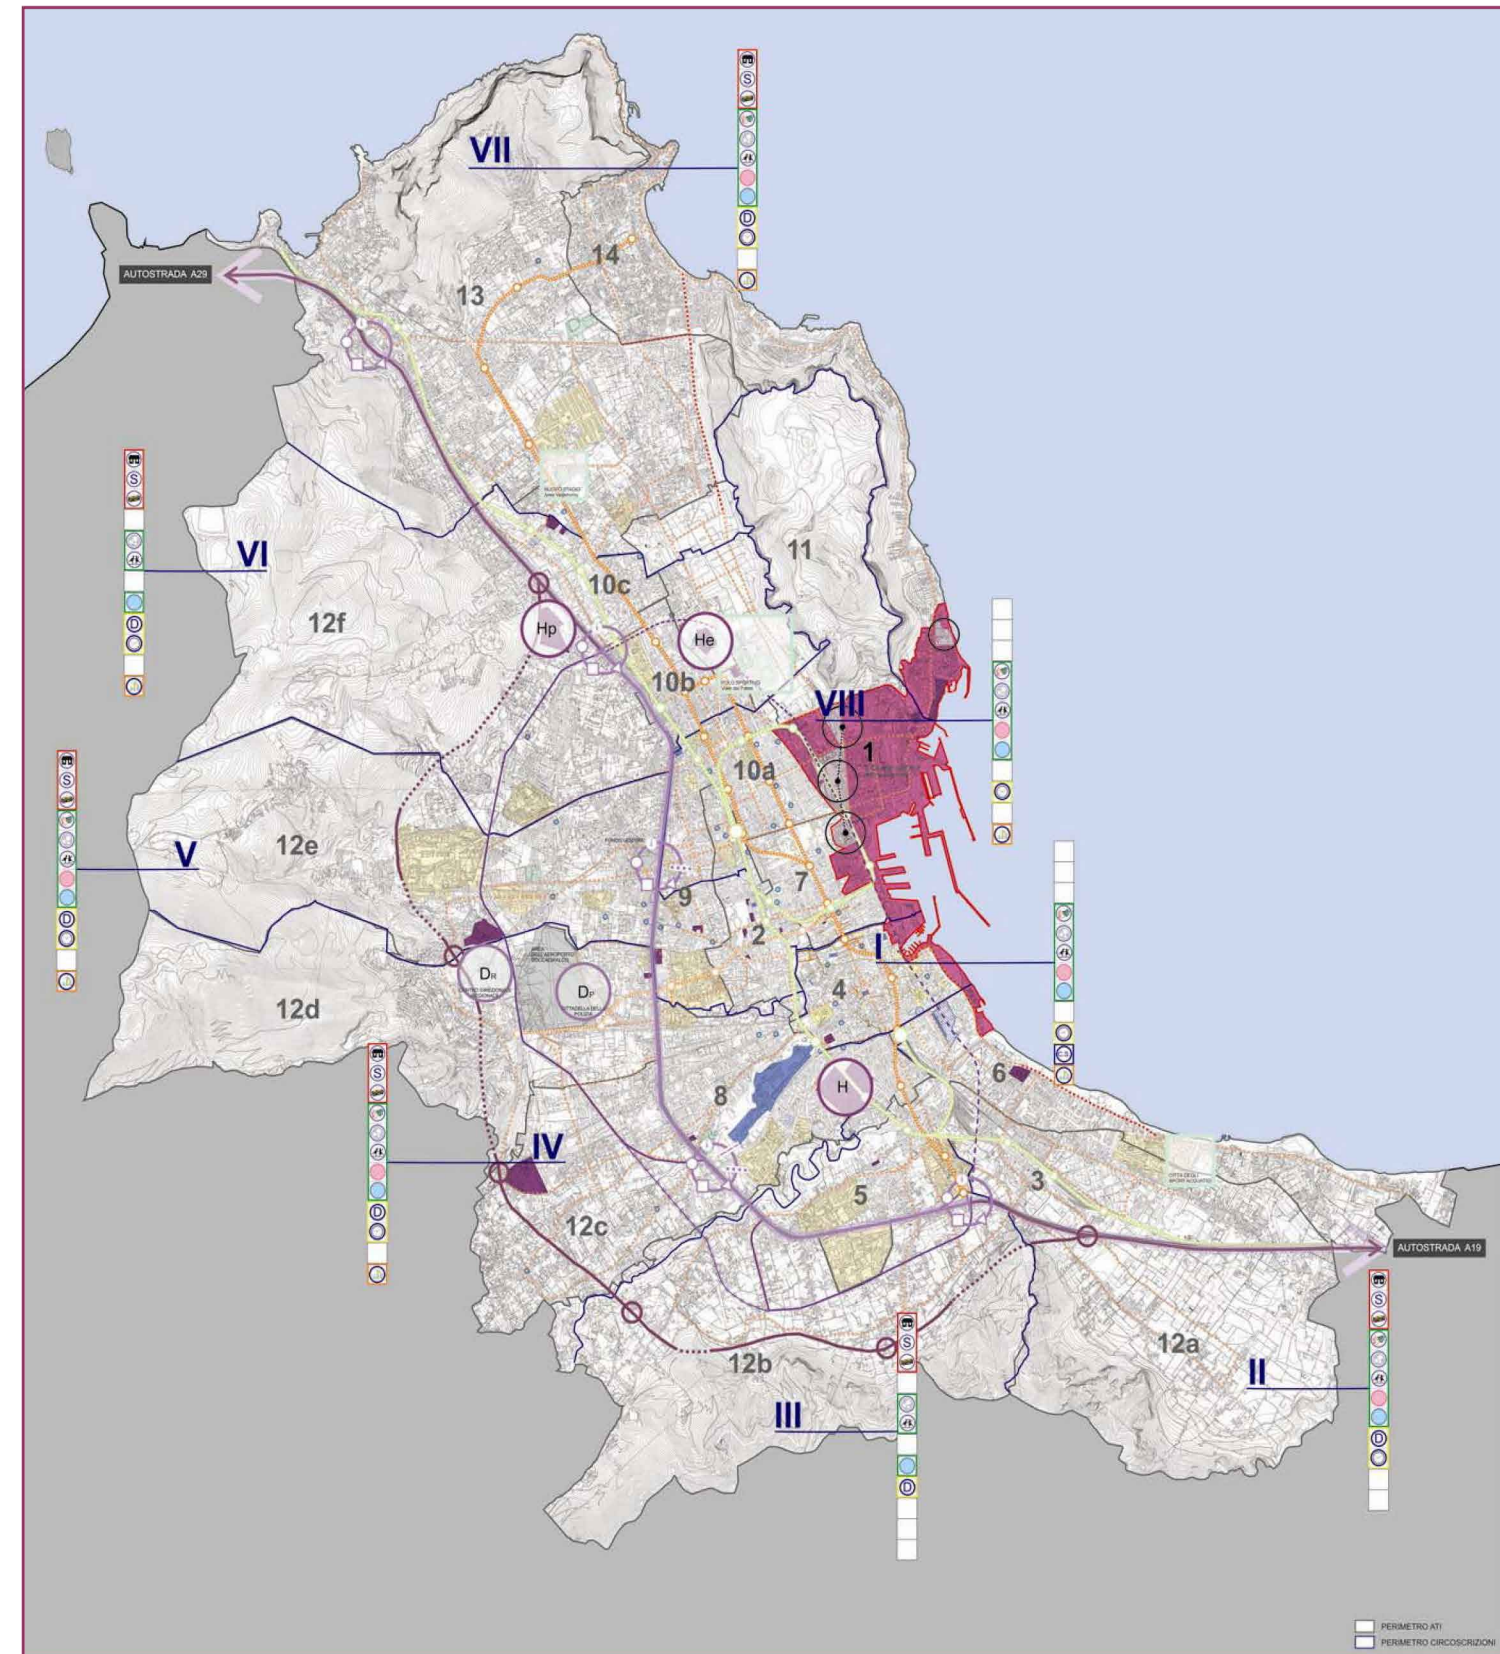 VII
14
AUTOSTRADA A29
13
VI
11
10c
12f
Hp
He
10b
VIII
1
10a
V
12e
7
9
2
I
DR
DP
4
12d
6
H
8
IV
3
5
12c
AUTOSTRADA A19
12b
12a
II
III
S
S
S
S
S
S
D
D
D
D
D
D
PERIMETRO ATI
PERIMETRO CIRCOSCRIZIONI